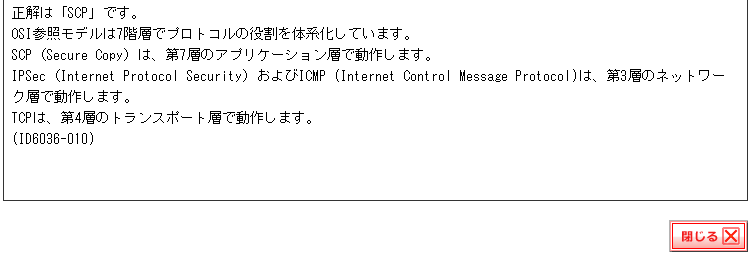 正解は「SCP」です。
OSI参照モデルは7階層でプロトコルの役割を体系化しています。
SCP (Secure Copy) は、第7層のアプリケーション層で動作します。
IPSec (Internet Protocol Security) およびICMP (Internet Control Message Protocol)は、第3層のネットワー
ク層で動作します。
TCPは、第4層のトランスポート層で動作します。
(ID6036-010)
閉じる